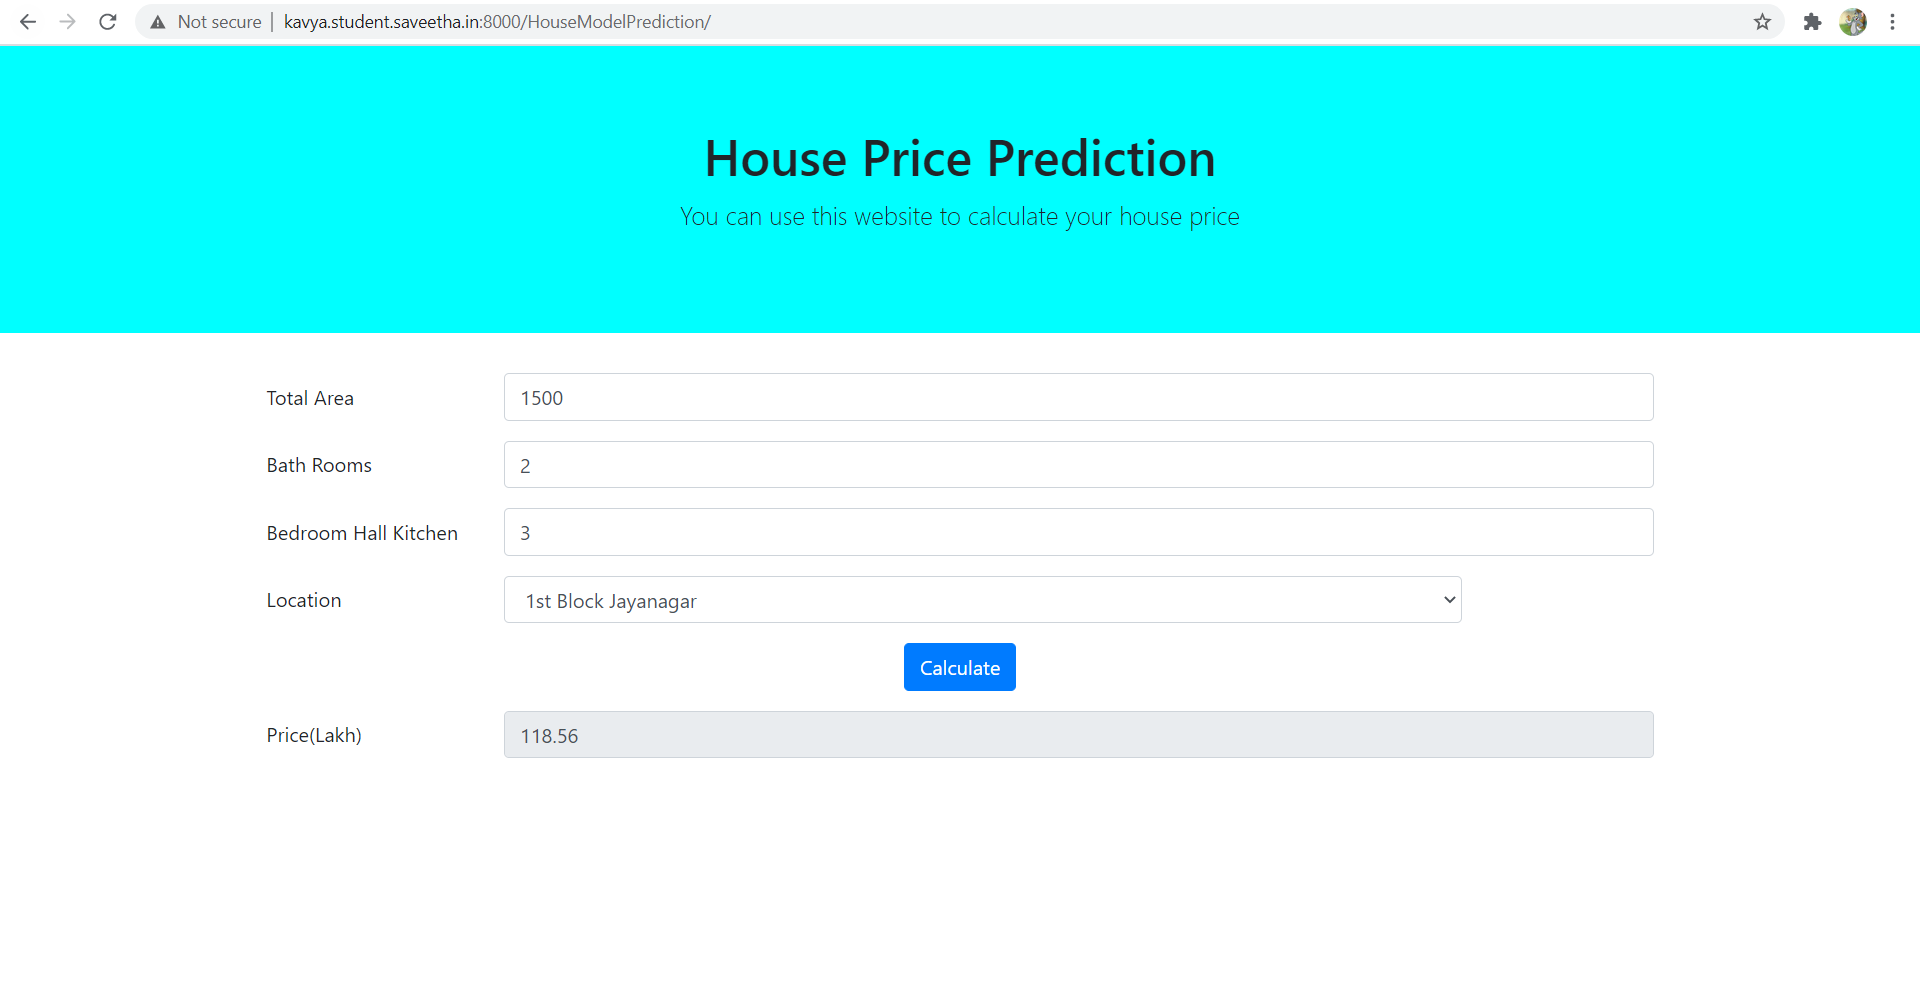 Not secure | kavya.student.saveetha.in:8000/HouseModelPrediction/
House Price Prediction
You can use this website to calculate your house price
Total Area 1500
Bath Rooms 2
Bedroom Hall Kitchen 3
Location 1st Block Jayanagar
Calculate
Price(Lakh) 118.56